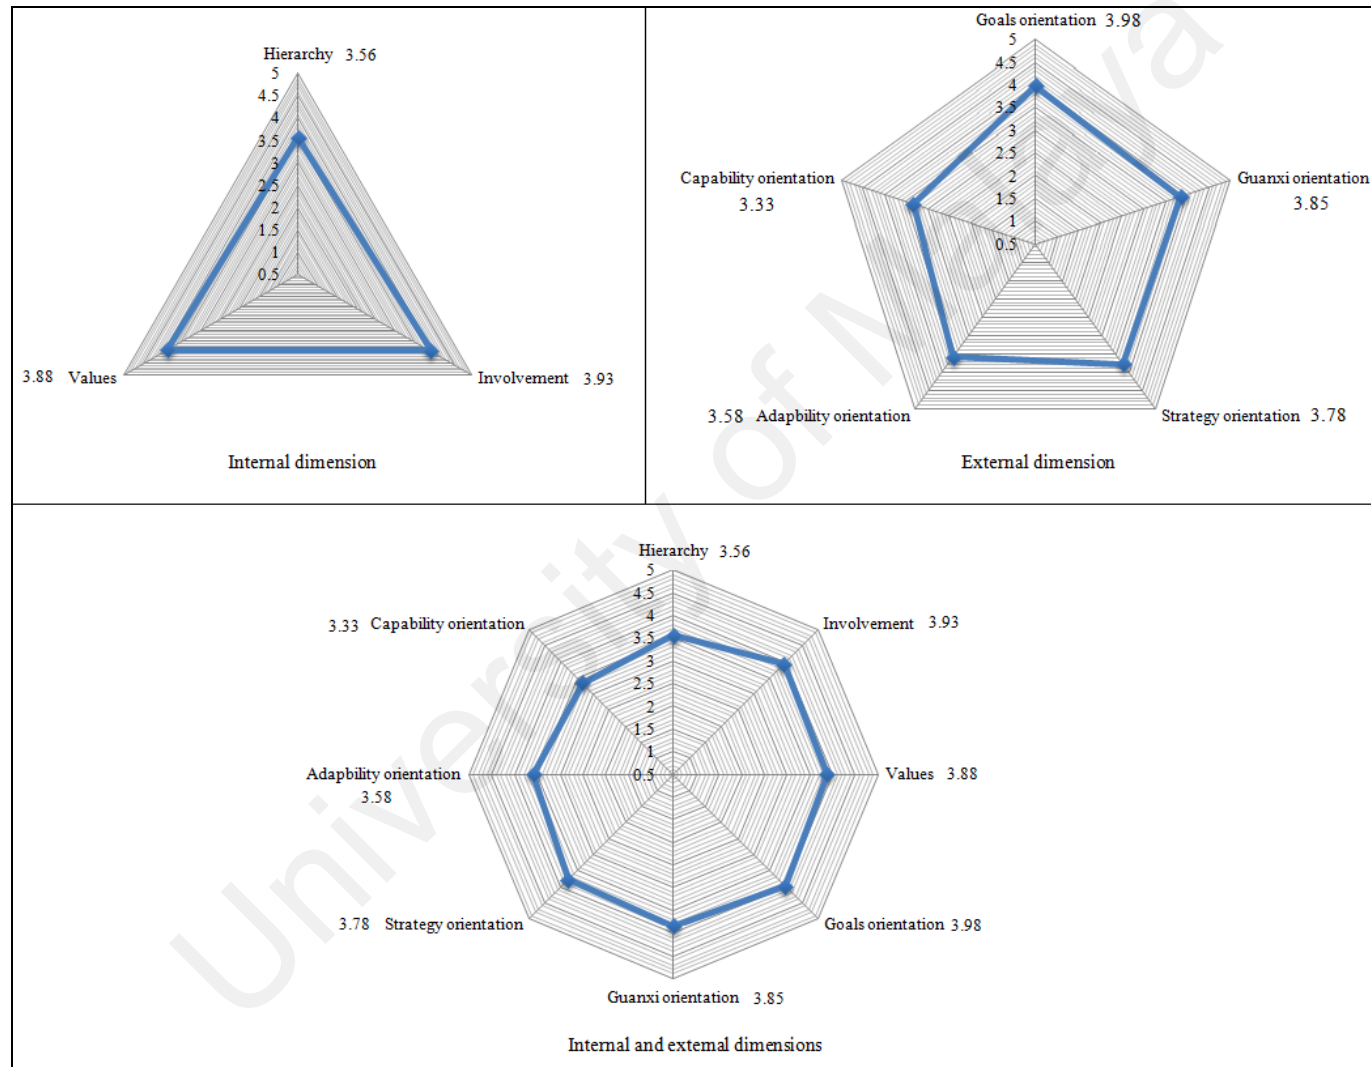 Hierarchy 3.56
5
4.5
4
3.5
3
2.5
2
1.5
1
0.5
3.88 Values
Involvement 3.93
Internal dimension
Goals orientation 3.98
5
4.5
4
3.5
3
2.5
2
1.5
1
0.5
Capability orientation
3.33
Guanxi orientation
3.85
3.58 Adapbility orientation
Strategy orientation 3.78
External dimension
Hierarchy 3.56
5
4.5
4
3.5
3
2.5
2
1.5
1
0.5
3.33 Capability orientation
Involvement 3.93
Adapbility orientation
3.58
Values 3.88
3.78 Strategy orientation
Goals orientation 3.98
Guanxi orientation 3.85
Internal and external dimensions
University of Malaya